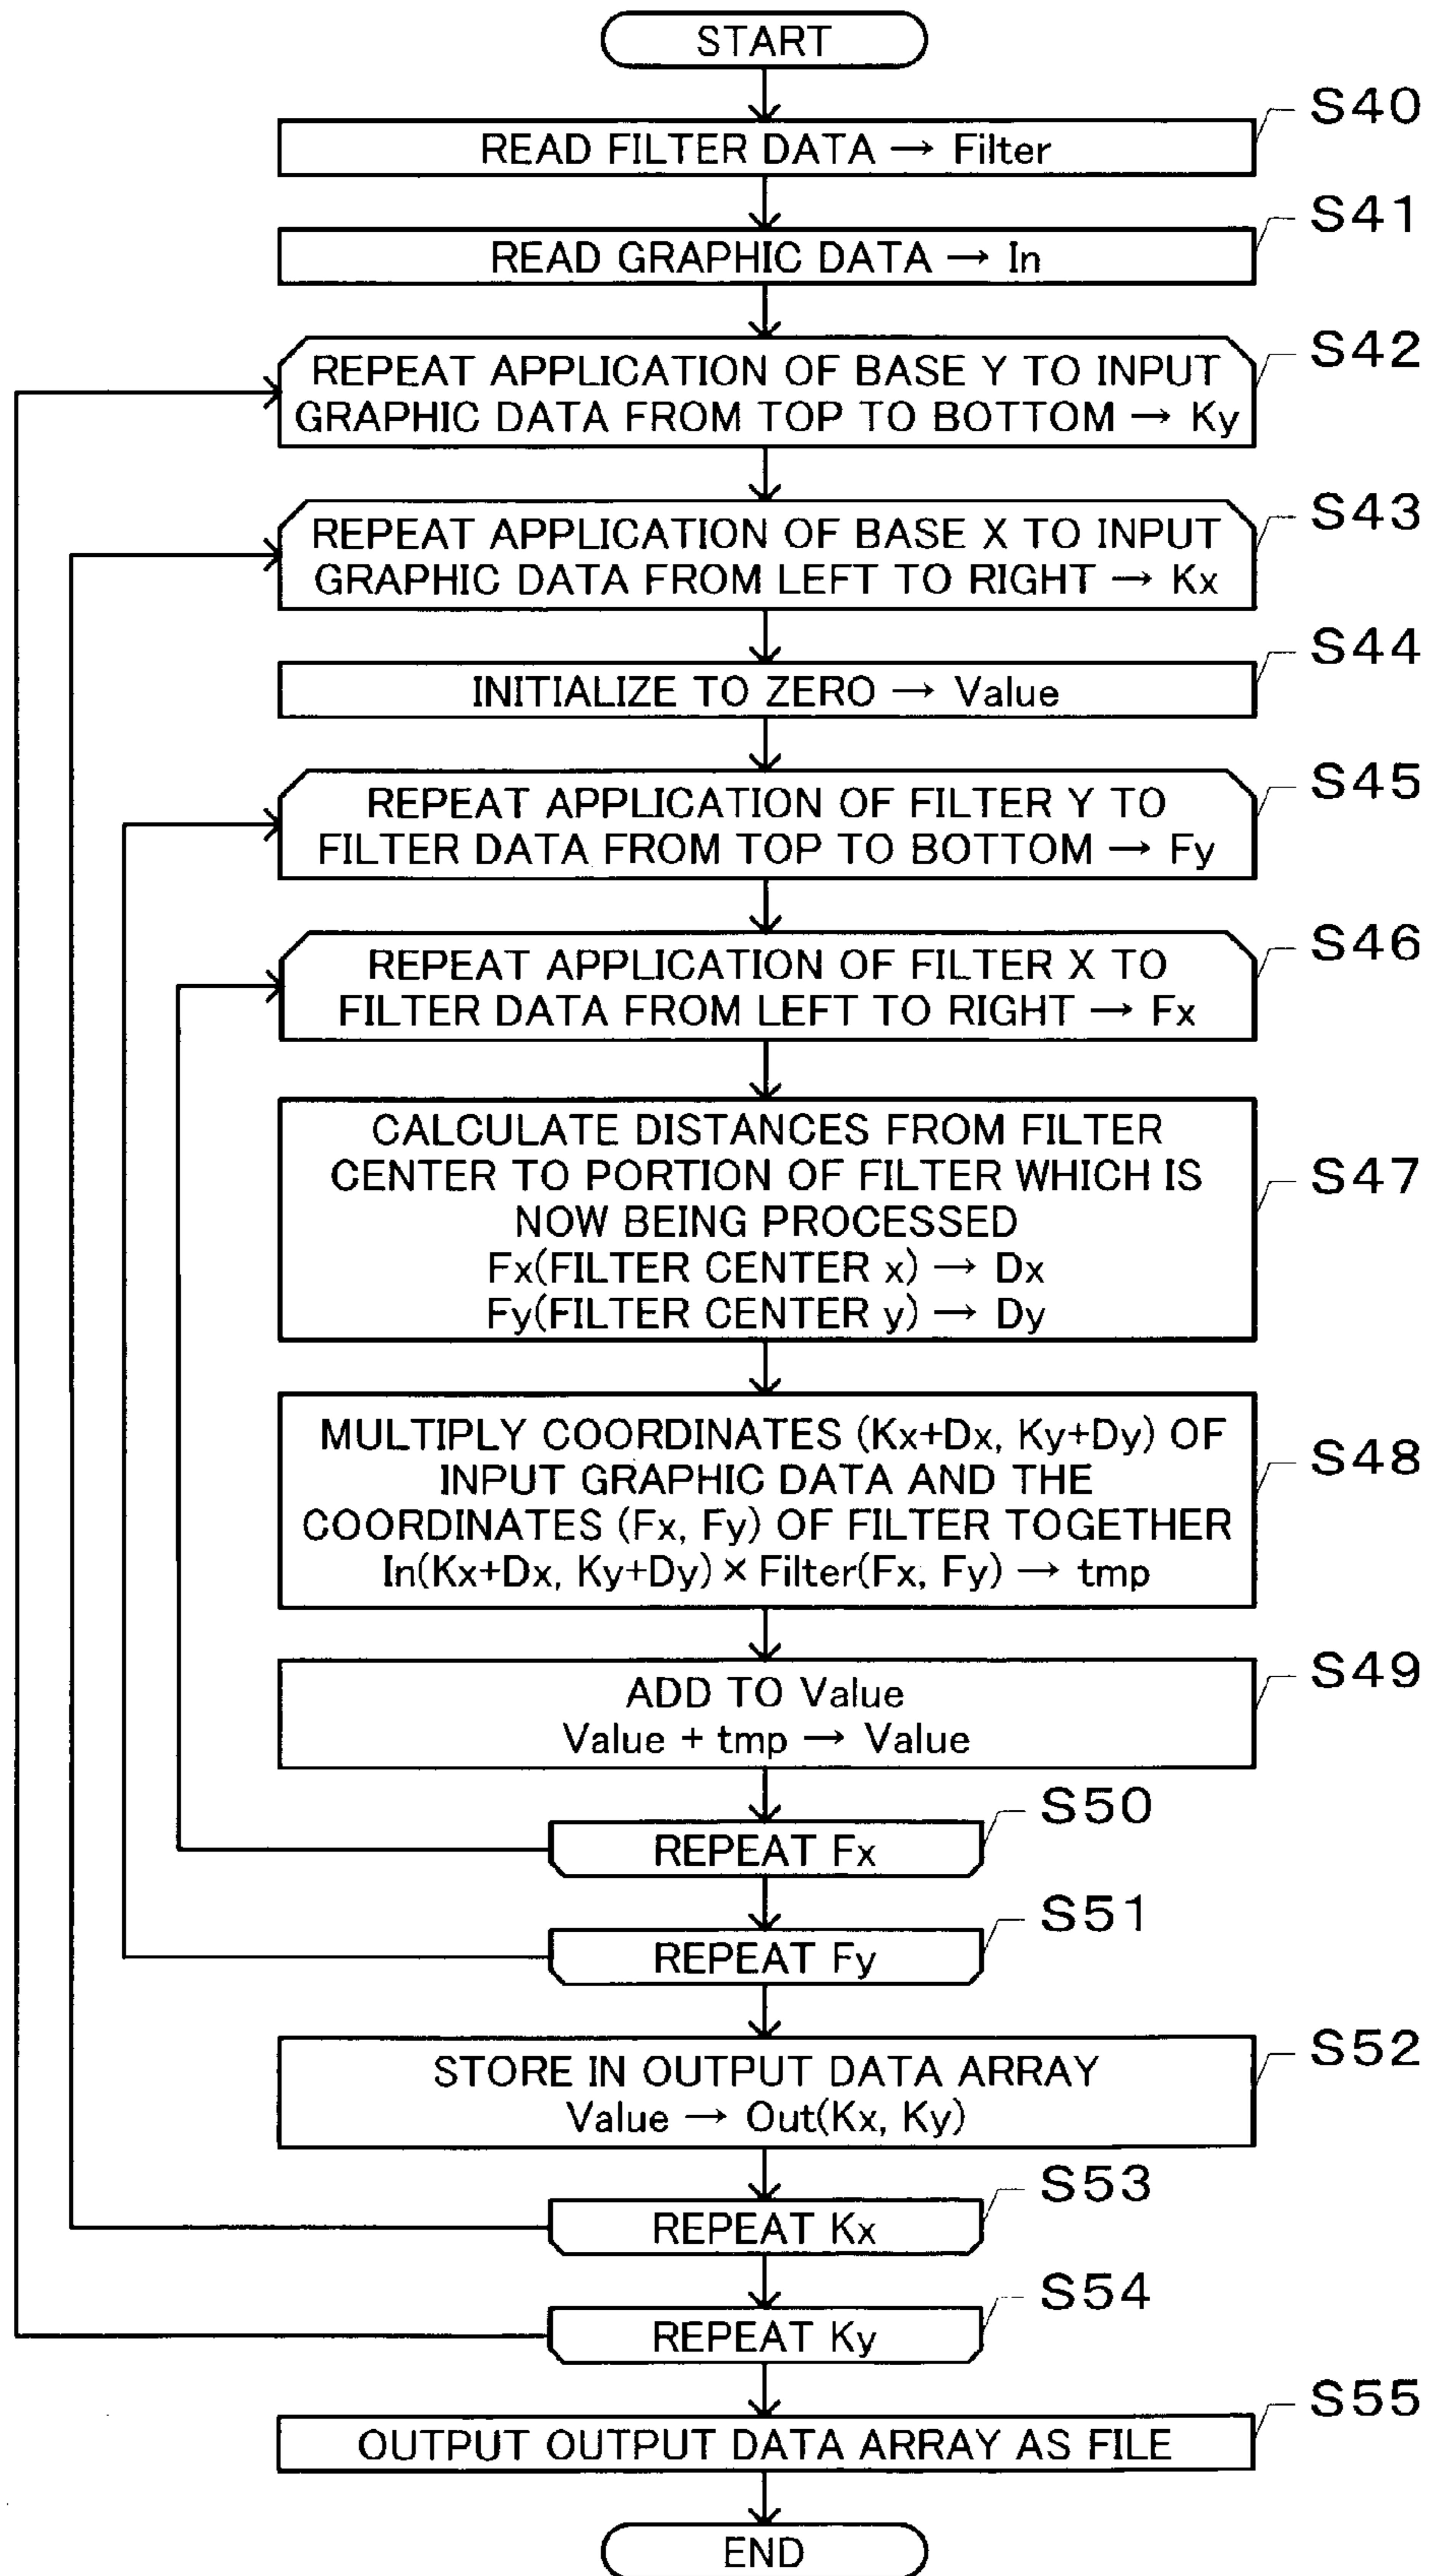 START
S40
READ FILTER DATA → Filter
S41
READ GRAPHIC DATA → In
S42
REPEAT APPLICATION OF BASE Y TO INPUT
GRAPHIC DATA FROM TOP TO BOTTOM → Ky
S43
REPEAT APPLICATION OF BASE X TO INPUT
GRAPHIC DATA FROM LEFT TO RIGHT → Kx
S44
INITIALIZE TO ZERO → Value
S45
REPEAT APPLICATION OF FILTER Y TO
FILTER DATA FROM TOP TO BOTTOM → Fy
S46
REPEAT APPLICATION OF FILTER X TO
FILTER DATA FROM LEFT TO RIGHT → Fx
S47
CALCULATE DISTANCES FROM FILTER
CENTER TO PORTION OF FILTER WHICH IS
NOW BEING PROCESSED
Fx(FILTER CENTER x) → Dx
Fy(FILTER CENTER y) → Dy
S48
MULTIPLY COORDINATES (Kx+Dx, Ky+Dy) OF
INPUT GRAPHIC DATA AND THE
COORDINATES (Fx, Fy) OF FILTER TOGETHER
In(Kx+Dx, Ky+Dy) × Filter(Fx, Fy) → tmp
S49
ADD TO Value
Value + tmp → Value
S50
REPEAT Fx
S51
REPEAT Fy
S52
STORE IN OUTPUT DATA ARRAY
Value → Out(Kx, Ky)
S53
REPEAT Kx
S54
REPEAT Ky
S55
OUTPUT OUTPUT DATA ARRAY AS FILE
END